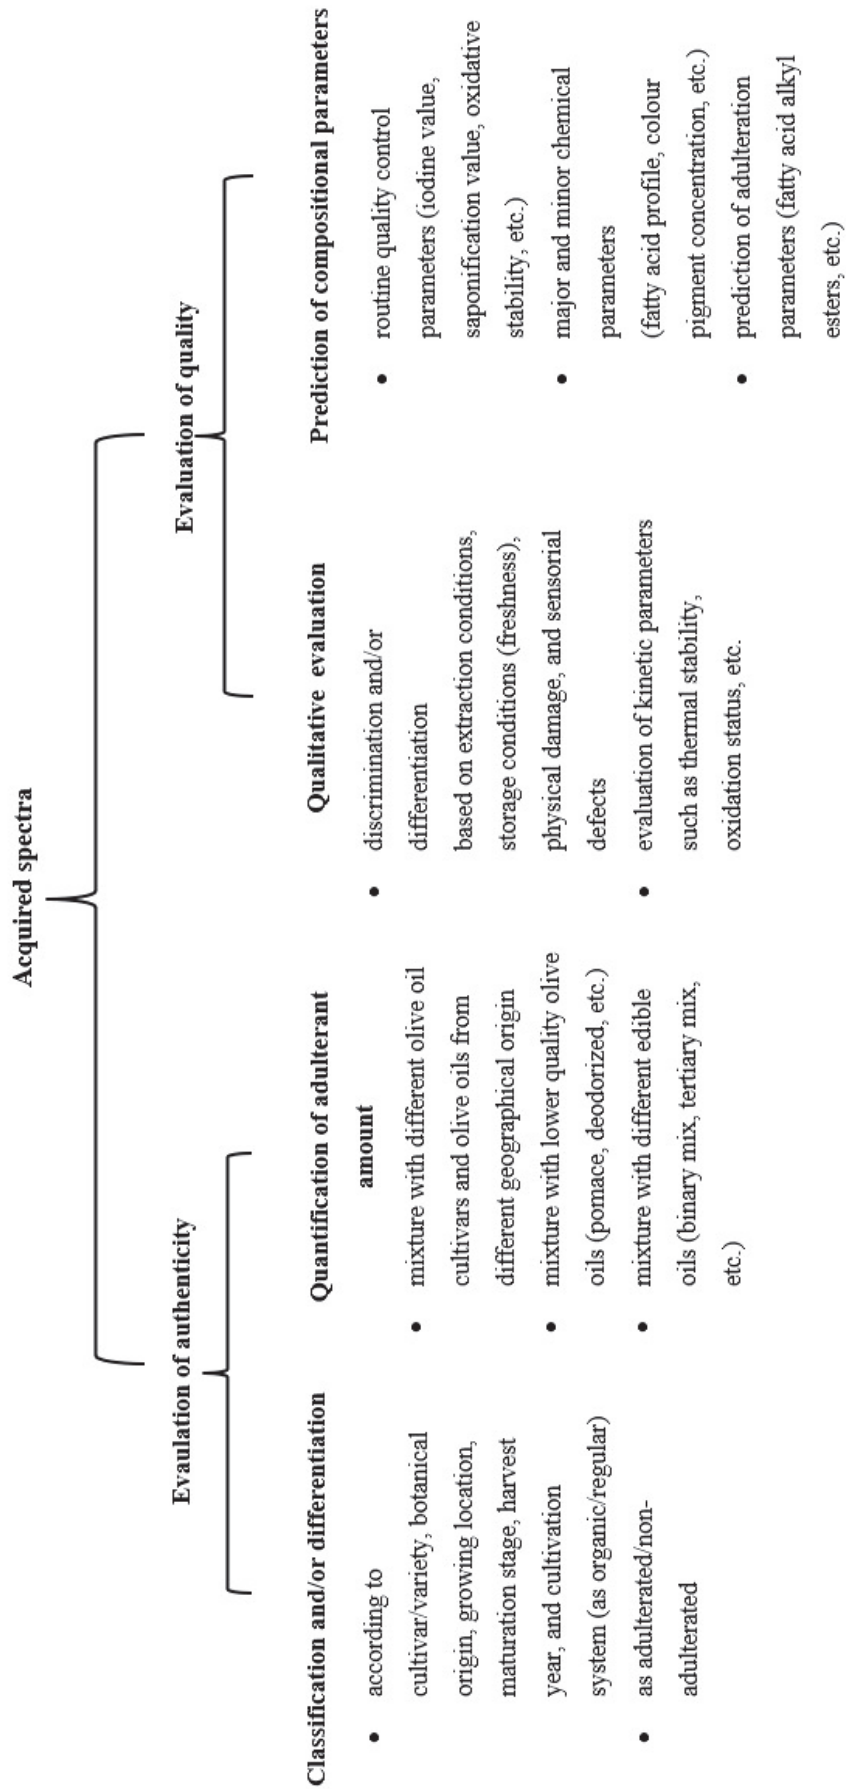 Acquired spectra
Evaulation of authenticity
Evaluation of quality
Classification and/or differentiation
• according to
cultivar/variety, botanical
origin, growing location,
maturation stage, harvest
year, and cultivation
system (as organic/regular)
• as adulterated/non-
adulterated
Quantification of adulterant
amount
• mixture with different olive oil
cultivars and olive oils from
different geographical origin
• mixture with lower quality olive
oils (pomace, deodorized, etc.)
• mixture with different edible
oils (binary mix, tertiary mix,
etc.)
Qualitative evaluation
• discrimination and/or
differentiation
based on extraction conditions,
storage conditions (freshness),
physical damage, and sensorial
defects
• evaluation of kinetic parameters
such as thermal stability,
oxidation status, etc.
Prediction of compositional parameters
• routine quality control
parameters (iodine value,
saponification value, oxidative
stability, etc.)
• major and minor chemical
parameters
(fatty acid profile, colour
pigment concentration, etc.)
• prediction of adulteration
parameters (fatty acid alkyl
esters, etc.)